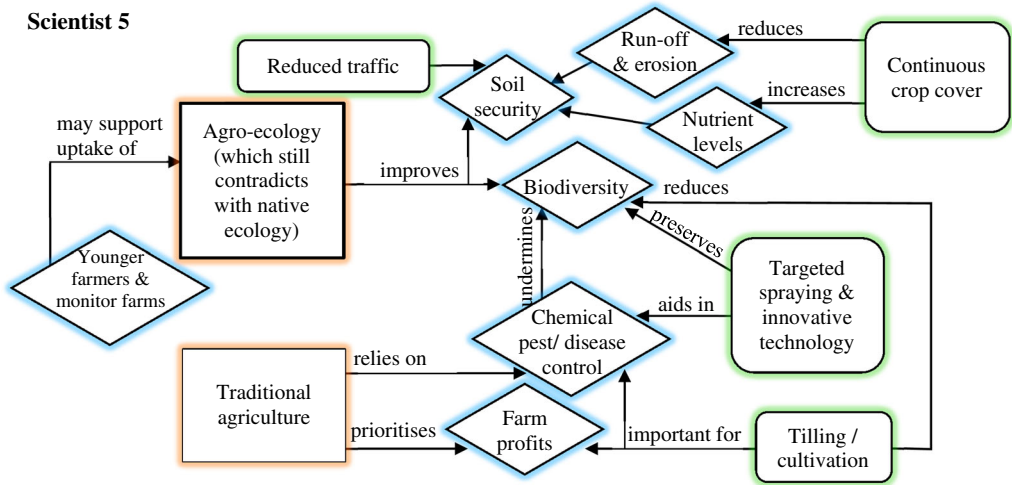 Scientist 5
Reduced traffic
Soil
security
Run-off
& erosion
reduces
Continuous
crop cover
increases
Nutrient
levels
may support
uptake of
Agro-ecology
(which still
contradicts
with native
ecology)
improves
Biodiversity
reduces
preserves
undermines
Younger
farmers &
monitor farms
Targeted
spraying &
innovative
technology
aids in
Chemical
pest/ disease
control
relies on
Traditional
agriculture
prioritises
Farm
profits
important for
Tilling /
cultivation